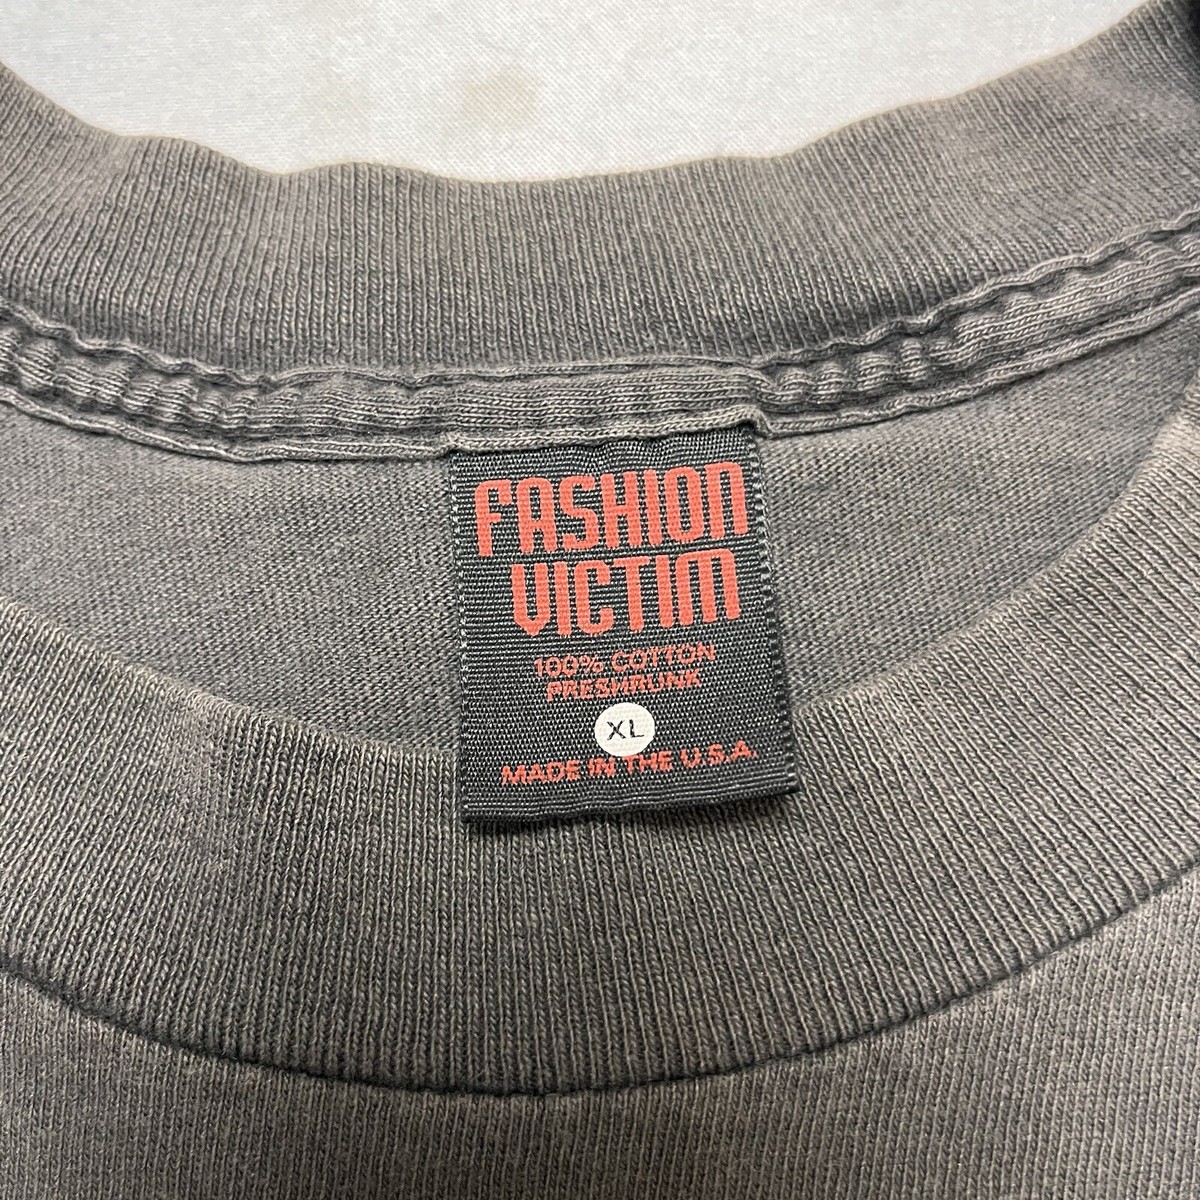 FASHION
VICTIM
100% COTTON
PRESHRUNK
XL
MADE IN THE U.S.A.